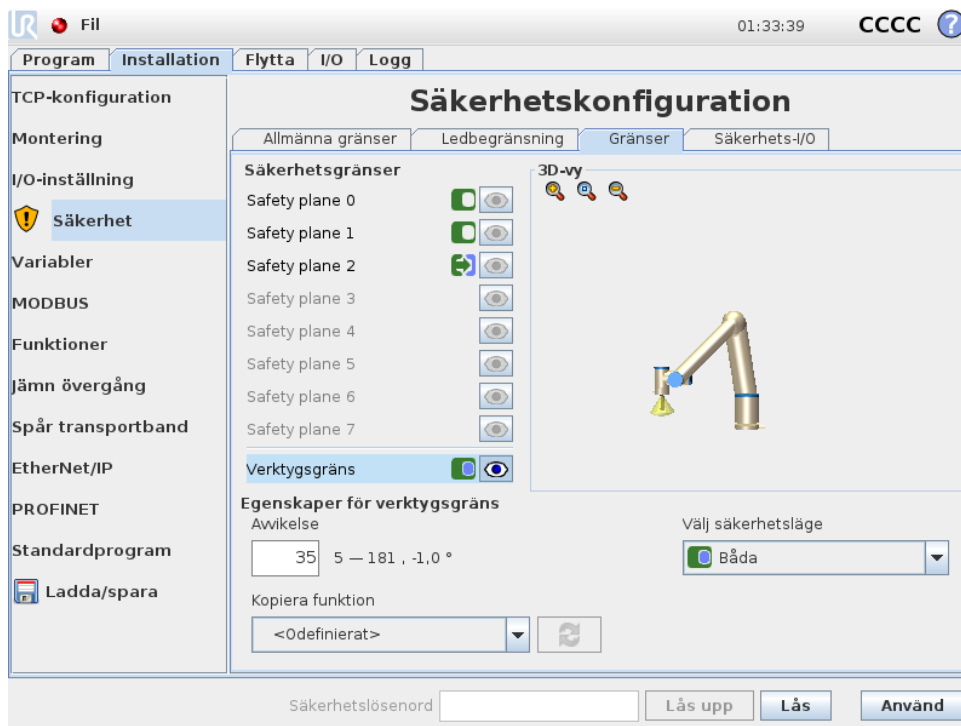 UR Fil 01:33:39 CCCC ?
Program Installation Flytta I/O Logg
TCP-konfiguration
Montering
I/O-inställning
Säkerhet
Variabler
MODBUS
Funktioner
Jämn övergång
Spår transportband
EtherNet/IP
PROFINET
Standardprogram
Ladda/spara
Säkerhetskonfiguration
Allmänna gränser Ledbegränsning Gränser Säkerhets-I/O
Säkerhetsgränser
Safety plane 0
Safety plane 1
Safety plane 2
Safety plane 3
Safety plane 4
Safety plane 5
Safety plane 6
Safety plane 7
Verktygsgräns
3D-vy
Egenskaper för verktygsgräns
Avvikelse
35 5 — 181 , -1,0 °
Välj säkerhetsläge
Båda
Kopiera funktion
<Odefinierat>
Säkerhetslösenord Lås upp Lås Använd